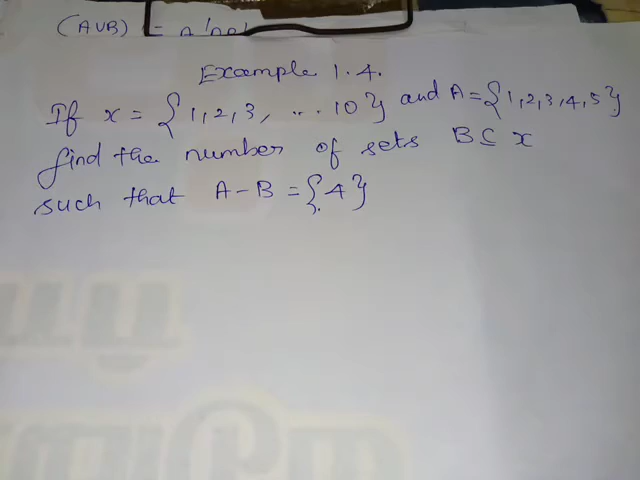 (AUB) =
Example 1.4.
If x = {1,2,3, ... 10} and A={1,2,3,4,5}
find the number of sets B⊆x
such that A-B={4}